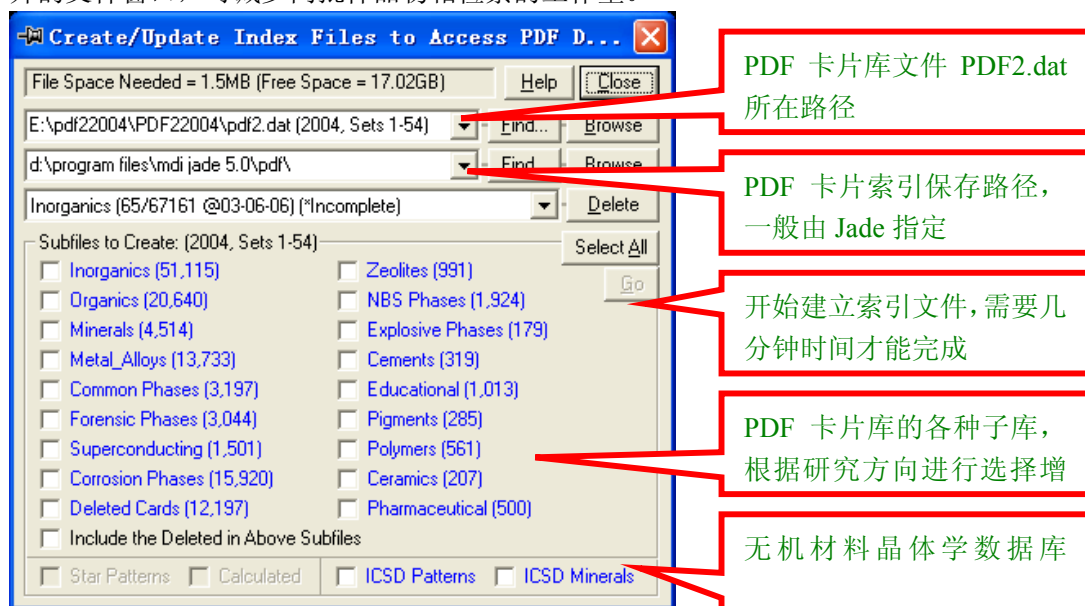 Create/Update Index Files to Access PDF D...
File Space Needed = 1.5MB (Free Space = 17.02GB)
Help
Close
E:\pdf22004\PDF22004\pdf2.dat (2004, Sets 1-54)
Find...
Browse
d:\program files\mdi jade 5.0\pdf\
Find
Browse
Inorganics (65/67161 @03-06-06) (*Incomplete)
Delete
Subfiles to Create: (2004, Sets 1-54)
Select All
Go
Inorganics (51,115)
Zeolites (991)
Organics (20,640)
NBS Phases (1,924)
Minerals (4,514)
Explosive Phases (179)
Metal_Alloys (13,733)
Cements (319)
Common Phases (3,197)
Educational (1,013)
Forensic Phases (3,044)
Pigments (285)
Superconducting (1,501)
Polymers (561)
Corrosion Phases (15,920)
Ceramics (207)
Deleted Cards (12,197)
Pharmaceutical (500)
Include the Deleted in Above Subfiles
Star Patterns
Calculated
ICSD Patterns
ICSD Minerals
PDF 卡片库文件 PDF2.dat
所在路径
PDF 卡片索引保存路径，
一般由 Jade 指定
开始建立索引文件，需要几
分钟时间才能完成
PDF 卡片库的各种子库，
根据研究方向进行选择增
无机材料晶体学数据库